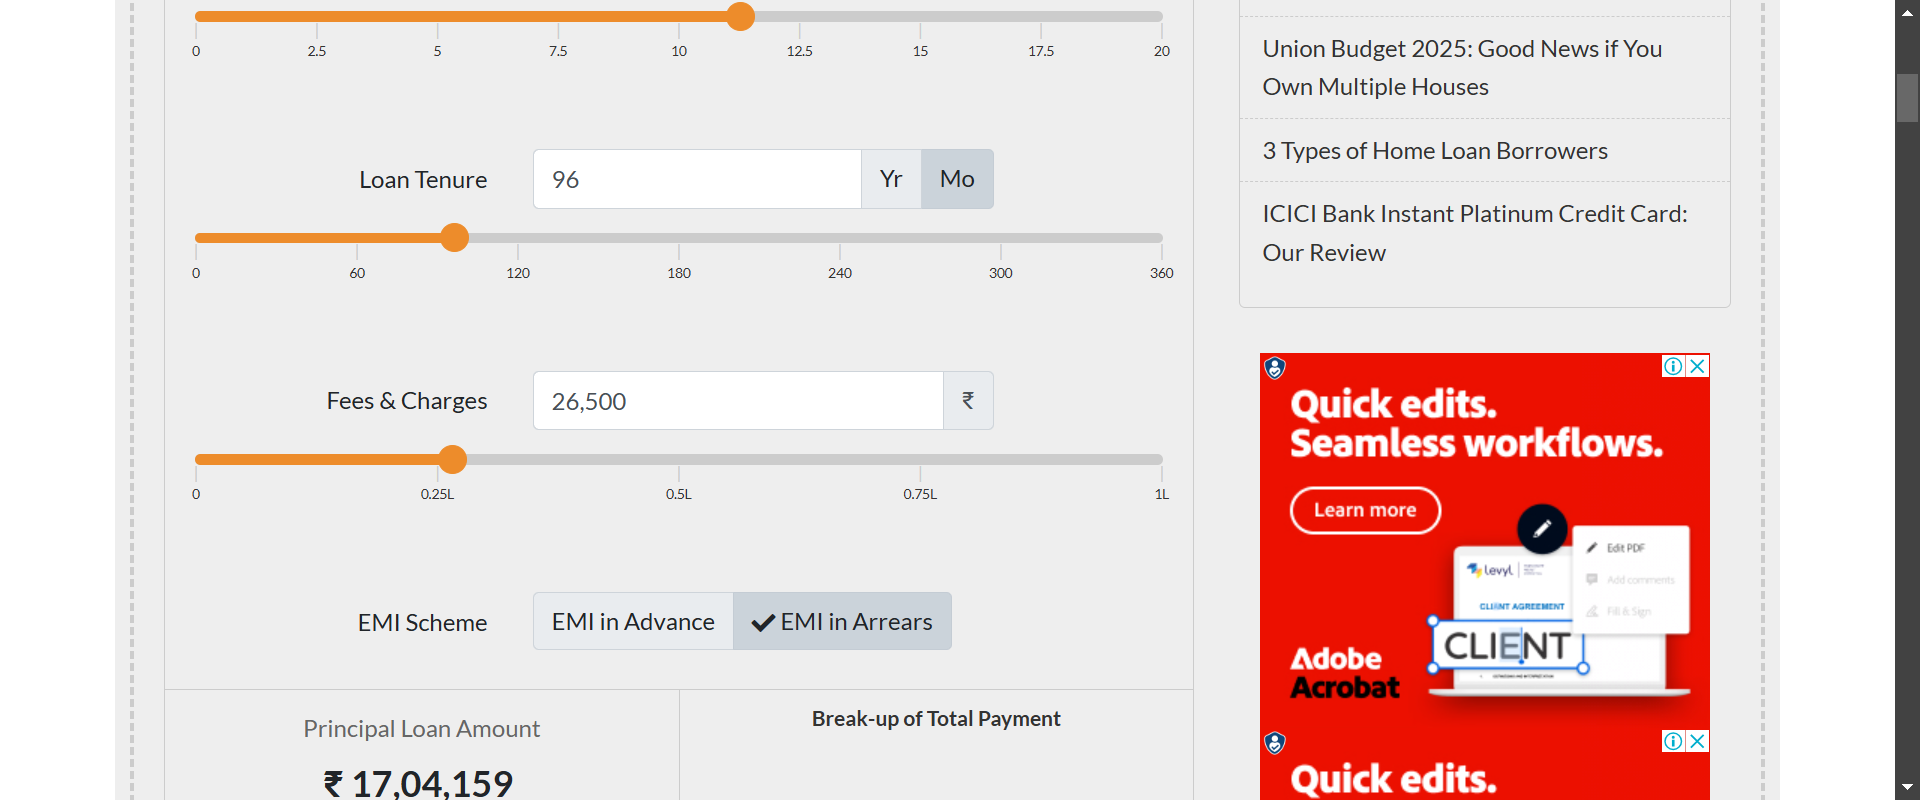 0 2.5 5 7.5 10 12.5 15 17.5 20
Loan Tenure 96 Yr Mo
0 60 120 180 240 300 360
Fees & Charges 26,500 ₹
0 0.25L 0.5L 0.75L 1L
EMI Scheme EMI in Advance EMI in Arrears
Principal Loan Amount
₹ 17,04,159
Break-up of Total Payment
Union Budget 2025: Good News if You
Own Multiple Houses
3 Types of Home Loan Borrowers
ICICI Bank Instant Platinum Credit Card:
Our Review
Quick edits.
Seamless workflows.
Learn more
Edit PDF
Add comments
Fill & Sign
levyl
CLIENT AGREEMENT
CLIENT
Adobe
Acrobat
Quick edits.